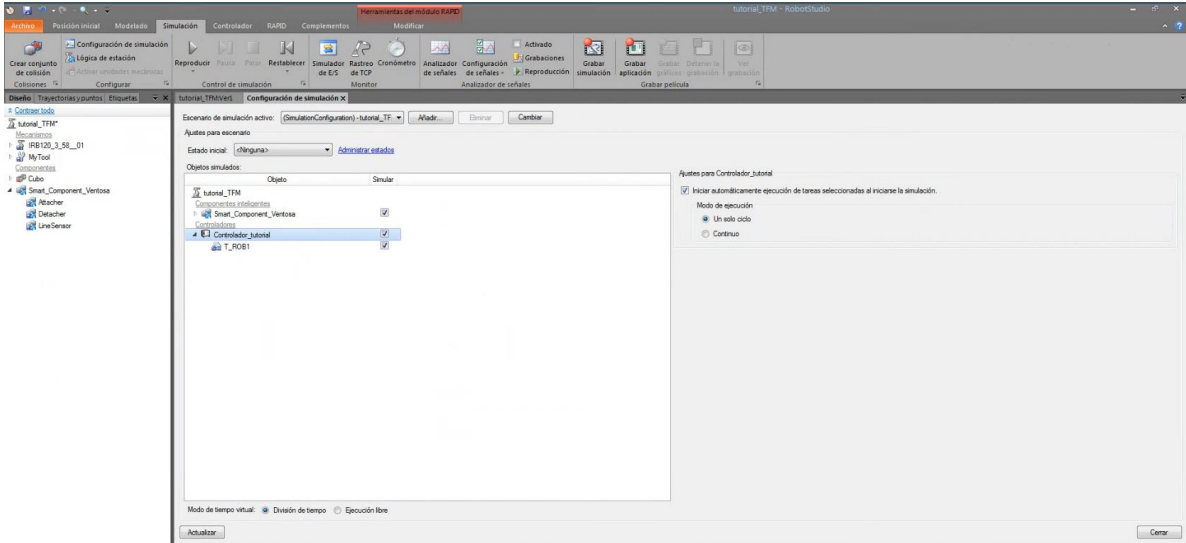 Herramientas del módulo RAPID
tutorial_TFM - RobotStudio
Archivo Posición inicial Modelado Simulación Controlador RAPID Complementos Modificar
Crear conjunto de colisión
Configuración de simulación
Lógica de estación
Activar unidades mecánicas
Reproducir Pausa Parar Restablecer
Simulador de E/S
Rastreo de TCP
Cronómetro
Analizador de señales
Configuración de señales
Activado
Grabaciones
Reproducción
Grabar simulación
Grabar aplicación
Grabar gráficos
Detener la grabación
Ver grabación
Colisiones Configurar Control de simulación Monitor Analizador de señales Grabar película
Diseño Trayectorias y puntos Etiquetas
tutorial_TFM:Ver1 Configuración de simulación
Contraer todo
tutorial_TFM*
Mecanismos
IRB120_3_58__01
MyTool
Componentes
Cubo
Smart_Component_Ventosa
Attacher
Detacher
LineSensor
Escenario de simulación activo: (SimulationConfiguration) - tutorial_TF Añadir... Eliminar Cambiar
Ajustes para escenario
Estado inicial: <Ninguna> Administrar estados
Objetos simulados:
Objeto Simular
tutorial_TFM
Componentes inteligentes
Smart_Component_Ventosa
Controladores
Controlador_tutorial
T_ROB1
Ajustes para Controlador_tutorial
Iniciar automáticamente ejecución de tareas seleccionadas al iniciarse la simulación.
Modo de ejecución
Un solo ciclo
Continuo
Modo de tiempo virtual: División de tiempo Ejecución libre
Actualizar Cerrar